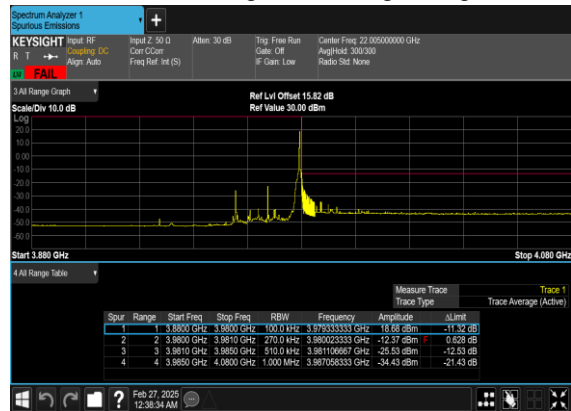 Spectrum Analyzer 1
Spurious Emissions
+
KEYSIGHT Input: RF Input Z: 50 Ω Atten: 30 dB Trig: Free Run Center Freq: 22.005000000 GHz
R T Coupling: DC Corr CCorr Gate: Off Avg|Hold: 300/300
Align: Auto Freq Ref: Int (S) IF Gain: Low Radio Std: None
LW FAIL
3 All Range Graph Ref Lvl Offset 15.82 dB
Scale/Div 10.0 dB Ref Value 30.00 dBm
Log
20.0
10.0
0.00
-10.0
-20.0
-30.0
-40.0
-50.0
-60.0
Start 3.880 GHz Stop 4.080 GHz
4 All Range Table
Measure Trace Trace 1
Trace Type Trace Average (Active)
Spur Range Start Freq Stop Freq RBW Frequency Amplitude ΔLimit
1 1 3.8800 GHz 3.9800 GHz 100.0 kHz 3.979333333 GHz 18.68 dBm -11.32 dB
2 2 3.9800 GHz 3.9810 GHz 270.0 kHz 3.980023333 GHz -12.37 dBm F 0.628 dB
3 3 3.9810 GHz 3.9850 GHz 510.0 kHz 3.981106667 GHz -25.53 dBm -12.53 dB
4 4 3.9850 GHz 4.0800 GHz 1.000 MHz 3.987058333 GHz -34.43 dBm -21.43 dB
? Feb 27, 2025
12:38:34 AM